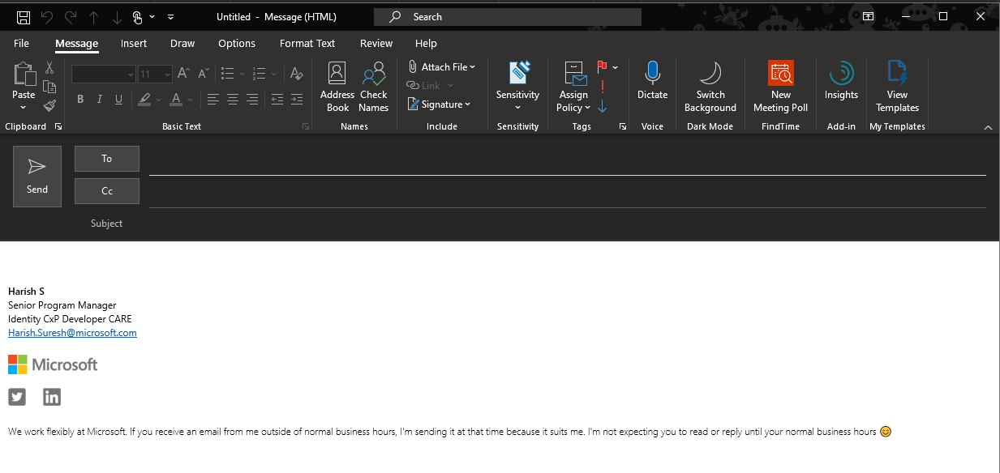 Untitled - Message (HTML)
Search
File Message Insert Draw Options Format Text Review Help
Paste
Clipboard
11
B I U
A
Basic Text
Address Book
Check Names
Names
Attach File
Link
Signature
Include
Sensitivity
Sensitivity
Assign Policy
Tags
Dictate
Voice
Switch Background
Dark Mode
New Meeting Poll
FindTime
Insights
Add-in
View Templates
My Templates
Send
To
Cc
Subject
Harish S
Senior Program Manager
Identity CxP Developer CARE
Harish.Suresh@microsoft.com
Microsoft
in
We work flexibly at Microsoft. If you receive an email from me outside of normal business hours, I'm sending it at that time because it suits me. I'm not expecting you to read or reply until your normal business hours 😊